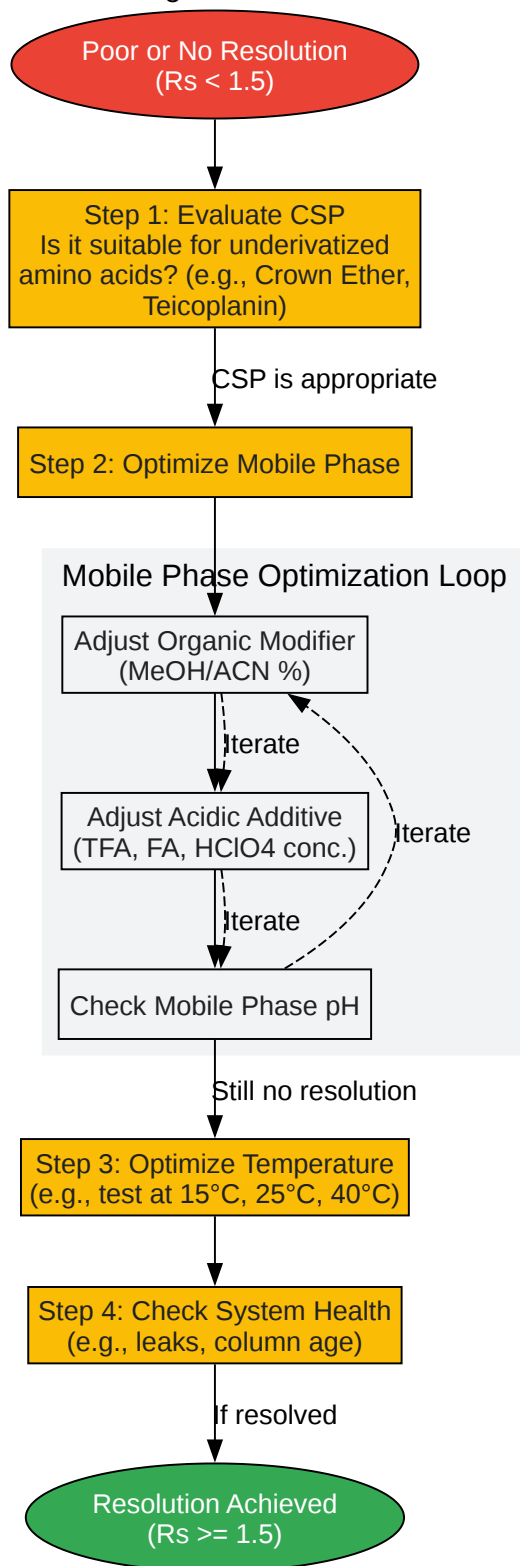 Poor or No Resolution
(Rs < 1.5)
Step 1: Evaluate CSP
Is it suitable for underivatized
amino acids? (e.g., Crown Ether,
Teicoplanin)
CSP is appropriate
Step 2: Optimize Mobile Phase
Mobile Phase Optimization Loop
Adjust Organic Modifier
(MeOH/ACN %)
Iterate
Adjust Acidic Additive
(TFA, FA, HClO4 conc.)
Iterate
Iterate
Check Mobile Phase pH
Still no resolution
Step 3: Optimize Temperature
(e.g., test at 15°C, 25°C, 40°C)
Step 4: Check System Health
(e.g., leaks, column age)
If resolved
Resolution Achieved
(Rs >= 1.5)